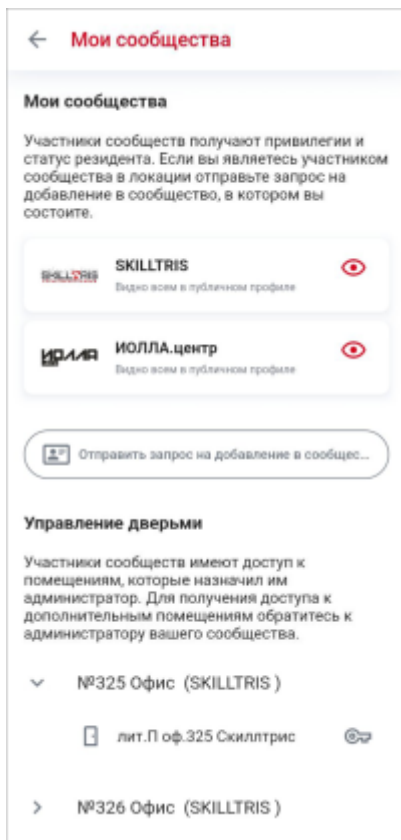 Мои сообщества
Мои сообщества
Участники сообществ получают привилегии и
статус резидента. Если вы являетесь участником
сообщества в локации отправьте запрос на
добавление в сообщество, в котором вы
состоите.
SKILLTRIS
SKILLTRIS
Видно всем в публичном профиле
ИОЛЛА
ИОЛЛА.центр
Видно всем в публичном профиле
Отправить запрос на добавление в сообщес...
Управление дверьми
Участники сообществ имеют доступ к
помещениям, которые назначил им
администратор. Для получения доступа к
дополнительным помещениям обратитесь к
администратору вашего сообщества.
№325 Офис (SKILLTRIS )
лит.П оф.325 Скиллтрис
№326 Офис (SKILLTRIS )